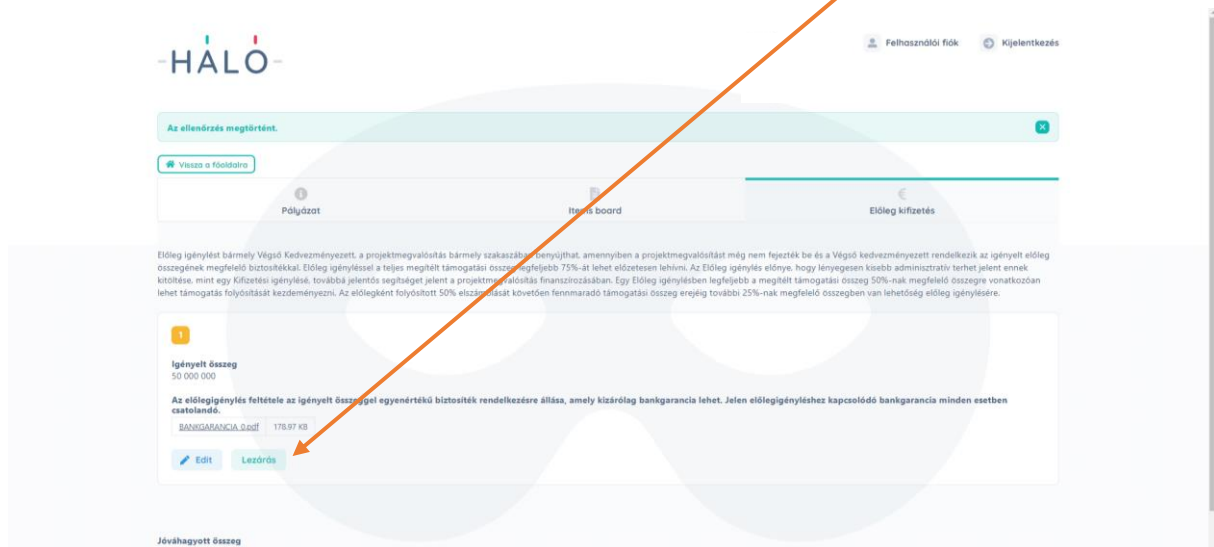 -HÁLÓ-
Felhasználói fiók
Kijelentkezés
Az ellenőrzés megtörtént.
Vissza a főoldalra
Pályázat
Items board
Előleg kifizetés
Előleg igénylést bármely Végső Kedvezményezett, a projektmegvalósítás bármely szakaszában benyújthat, amennyiben a projektmegvalósítást még nem fejezték be és a Végső kedvezményezett rendelkezik az igényelt előleg
összegének megfelelő biztosítékkal. Előleg igényléssel a teljes megítélt támogatási összeg legfeljebb 75%-át lehet előzetesen lehívni. Az Előleg igénylés előnye, hogy lényegesen kisebb adminisztratív terhet jelent ennek
kitöltése, mint egy Kifizetési igénylésé, továbbá jelentős segítséget jelent a projektmegvalósítás finanszírozásában. Egy Előleg igénylésben legfeljebb a megítélt támogatási összeg 50%-nak megfelelő összegre vonatkozóan
lehet támogatás folyósítását kezdeményezni. Az előlegként folyósított 50% elszámolását követően fennmaradó támogatási összeg erejéig további 25%-nak megfelelő összegben van lehetőség előleg igénylésére.
1
Igényelt összeg
50 000 000
Az előlegigénylés feltétele az igényelt összeggel egyenértékű biztosíték rendelkezésre állása, amely kizárólag bankgarancia lehet. Jelen előlegigényléshez kapcsolódó bankgarancia minden esetben
csatolandó.
BANKGARANCIA_0.pdf 178.97 KB
Edit
Lezárás
Jóváhagyott összeg